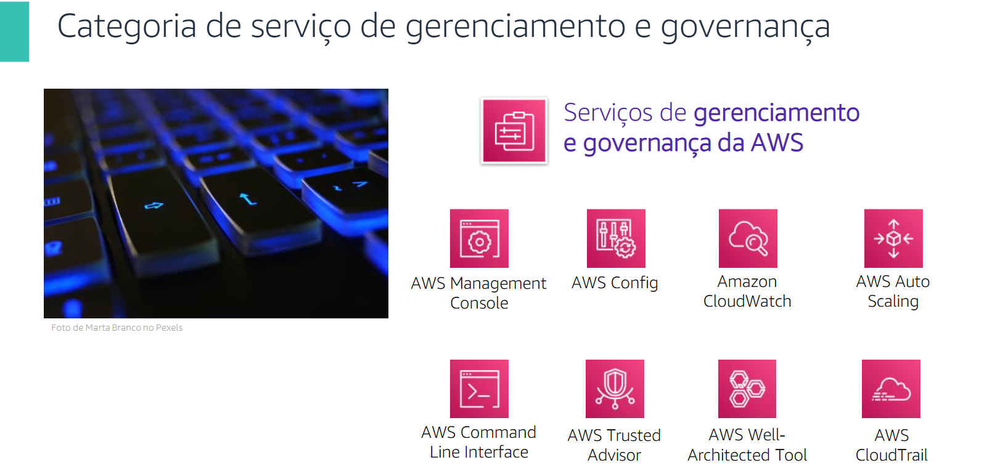 Categoria de serviço de gerenciamento e governança
Foto de Marta Branco no Pexels
Serviços de gerenciamento
e governança da AWS
AWS Management
Console
AWS Config
Amazon
CloudWatch
AWS Auto
Scaling
AWS Command
Line Interface
AWS Trusted
Advisor
AWS Well-
Architected Tool
AWS
CloudTrail